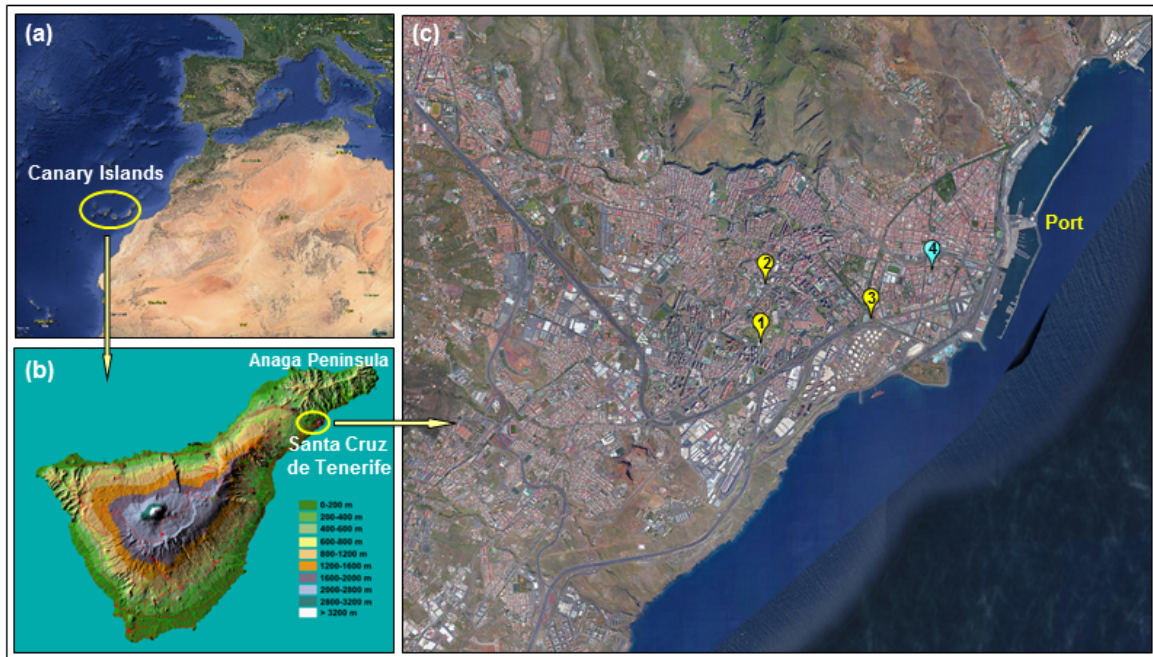 (a)
Canary Islands
(b)
Anaga Peninsula
Santa Cruz
de Tenerife
0-200 m
200-400 m
400-600 m
600-800 m
800-1200 m
1200-1600 m
1600-2000 m
2000-2800 m
2800-3200 m
> 3200 m
(c)
Port
4
2
3
1